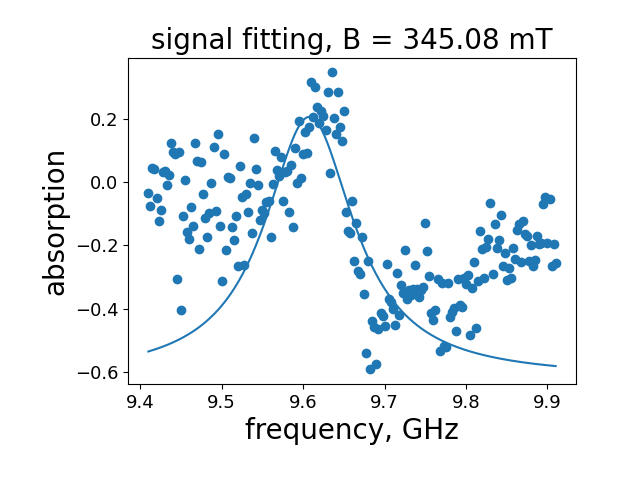 signal fitting, B = 345.08 mT
0.2
0.0
−0.2
−0.4
−0.6
absorption
9.4 9.5 9.6 9.7 9.8 9.9
frequency, GHz